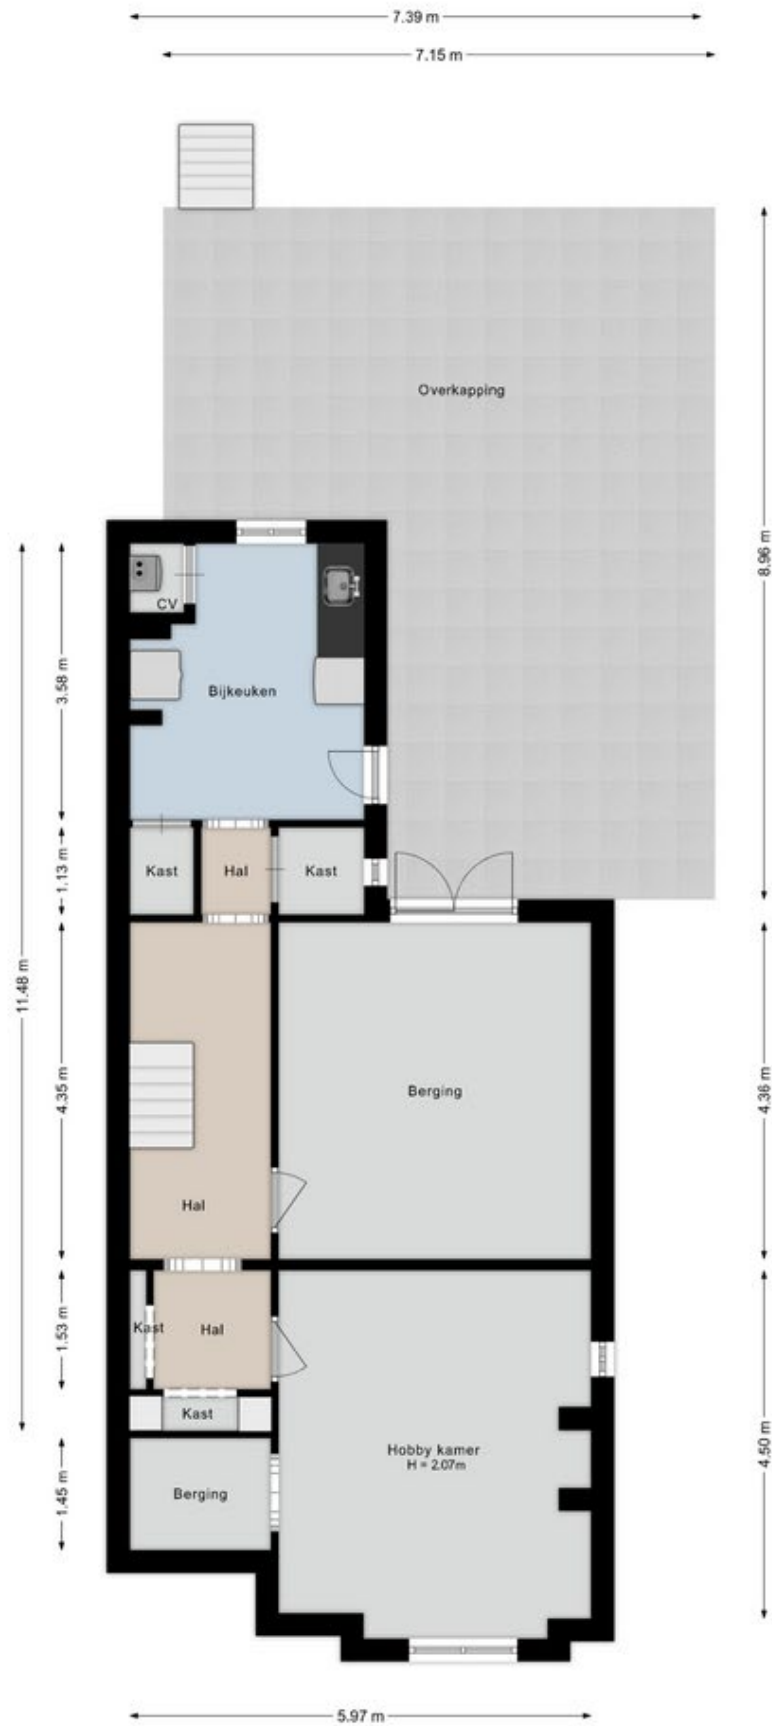 7.39 m
7.15 m
Overkapping
8.96 m
CV
3.58 m
Bijkeuken
1.13 m
Kast
Hal
Kast
11.48 m
4.35 m
Berging
4.36 m
Hal
1.53 m
Kast
Hal
Kast
Hobby kamer
H = 2.07m
4.50 m
1.45 m
Berging
5.97 m